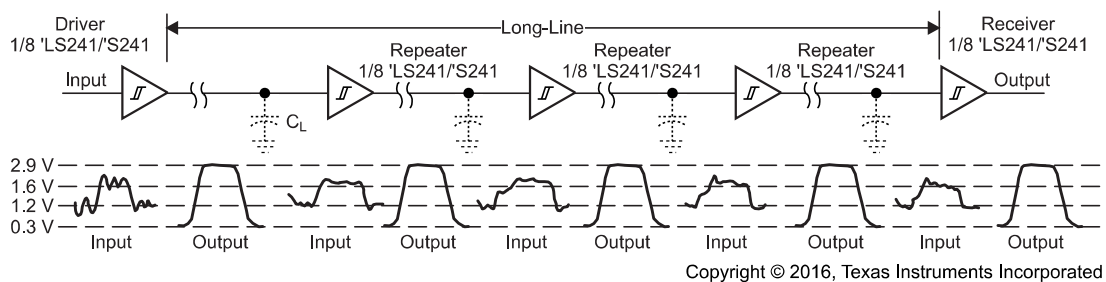 Driver
1/8 'LS241/'S241
Long-Line
Receiver
1/8 'LS241/'S241
Repeater
1/8 'LS241/'S241
Repeater
1/8 'LS241/'S241
Repeater
1/8 'LS241/'S241
Input
Output
CL
2.9 V
1.6 V
1.2 V
0.3 V
Input
Output
Input
Output
Input
Output
Input
Output
Input
Output
Copyright © 2016, Texas Instruments Incorporated